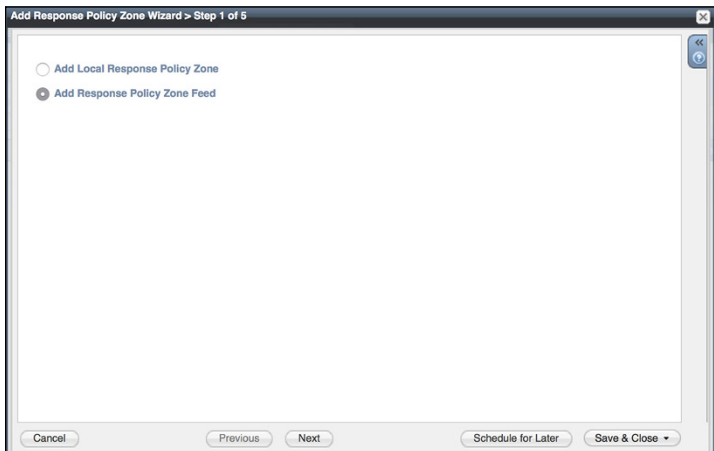 Add Response Policy Zone Wizard > Step 1 of 5
Add Local Response Policy Zone
Add Response Policy Zone Feed
Cancel Previous Next Schedule for Later Save & Close